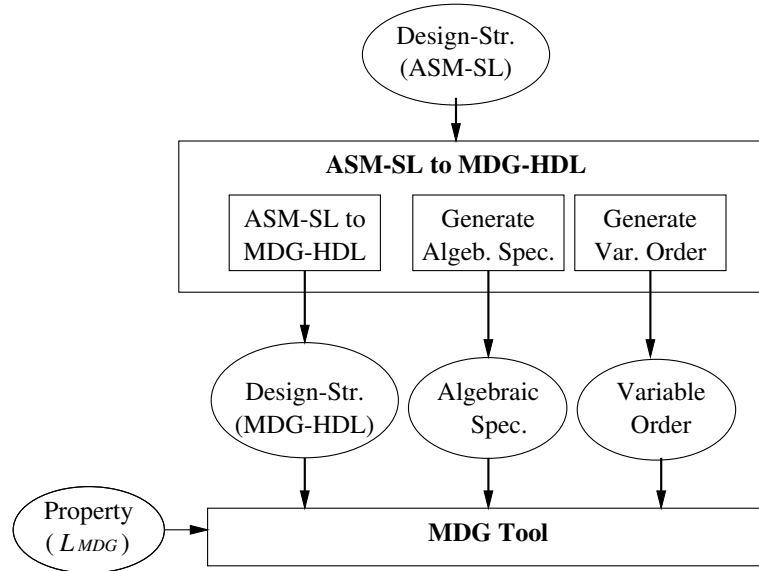 Design-Str.
(ASM-SL)
ASM-SL to MDG-HDL
ASM-SL to
MDG-HDL
Generate
Algeb. Spec.
Generate
Var. Order
Design-Str.
(MDG-HDL)
Algebraic
Spec.
Variable
Order
Property
( L MDG )
MDG Tool